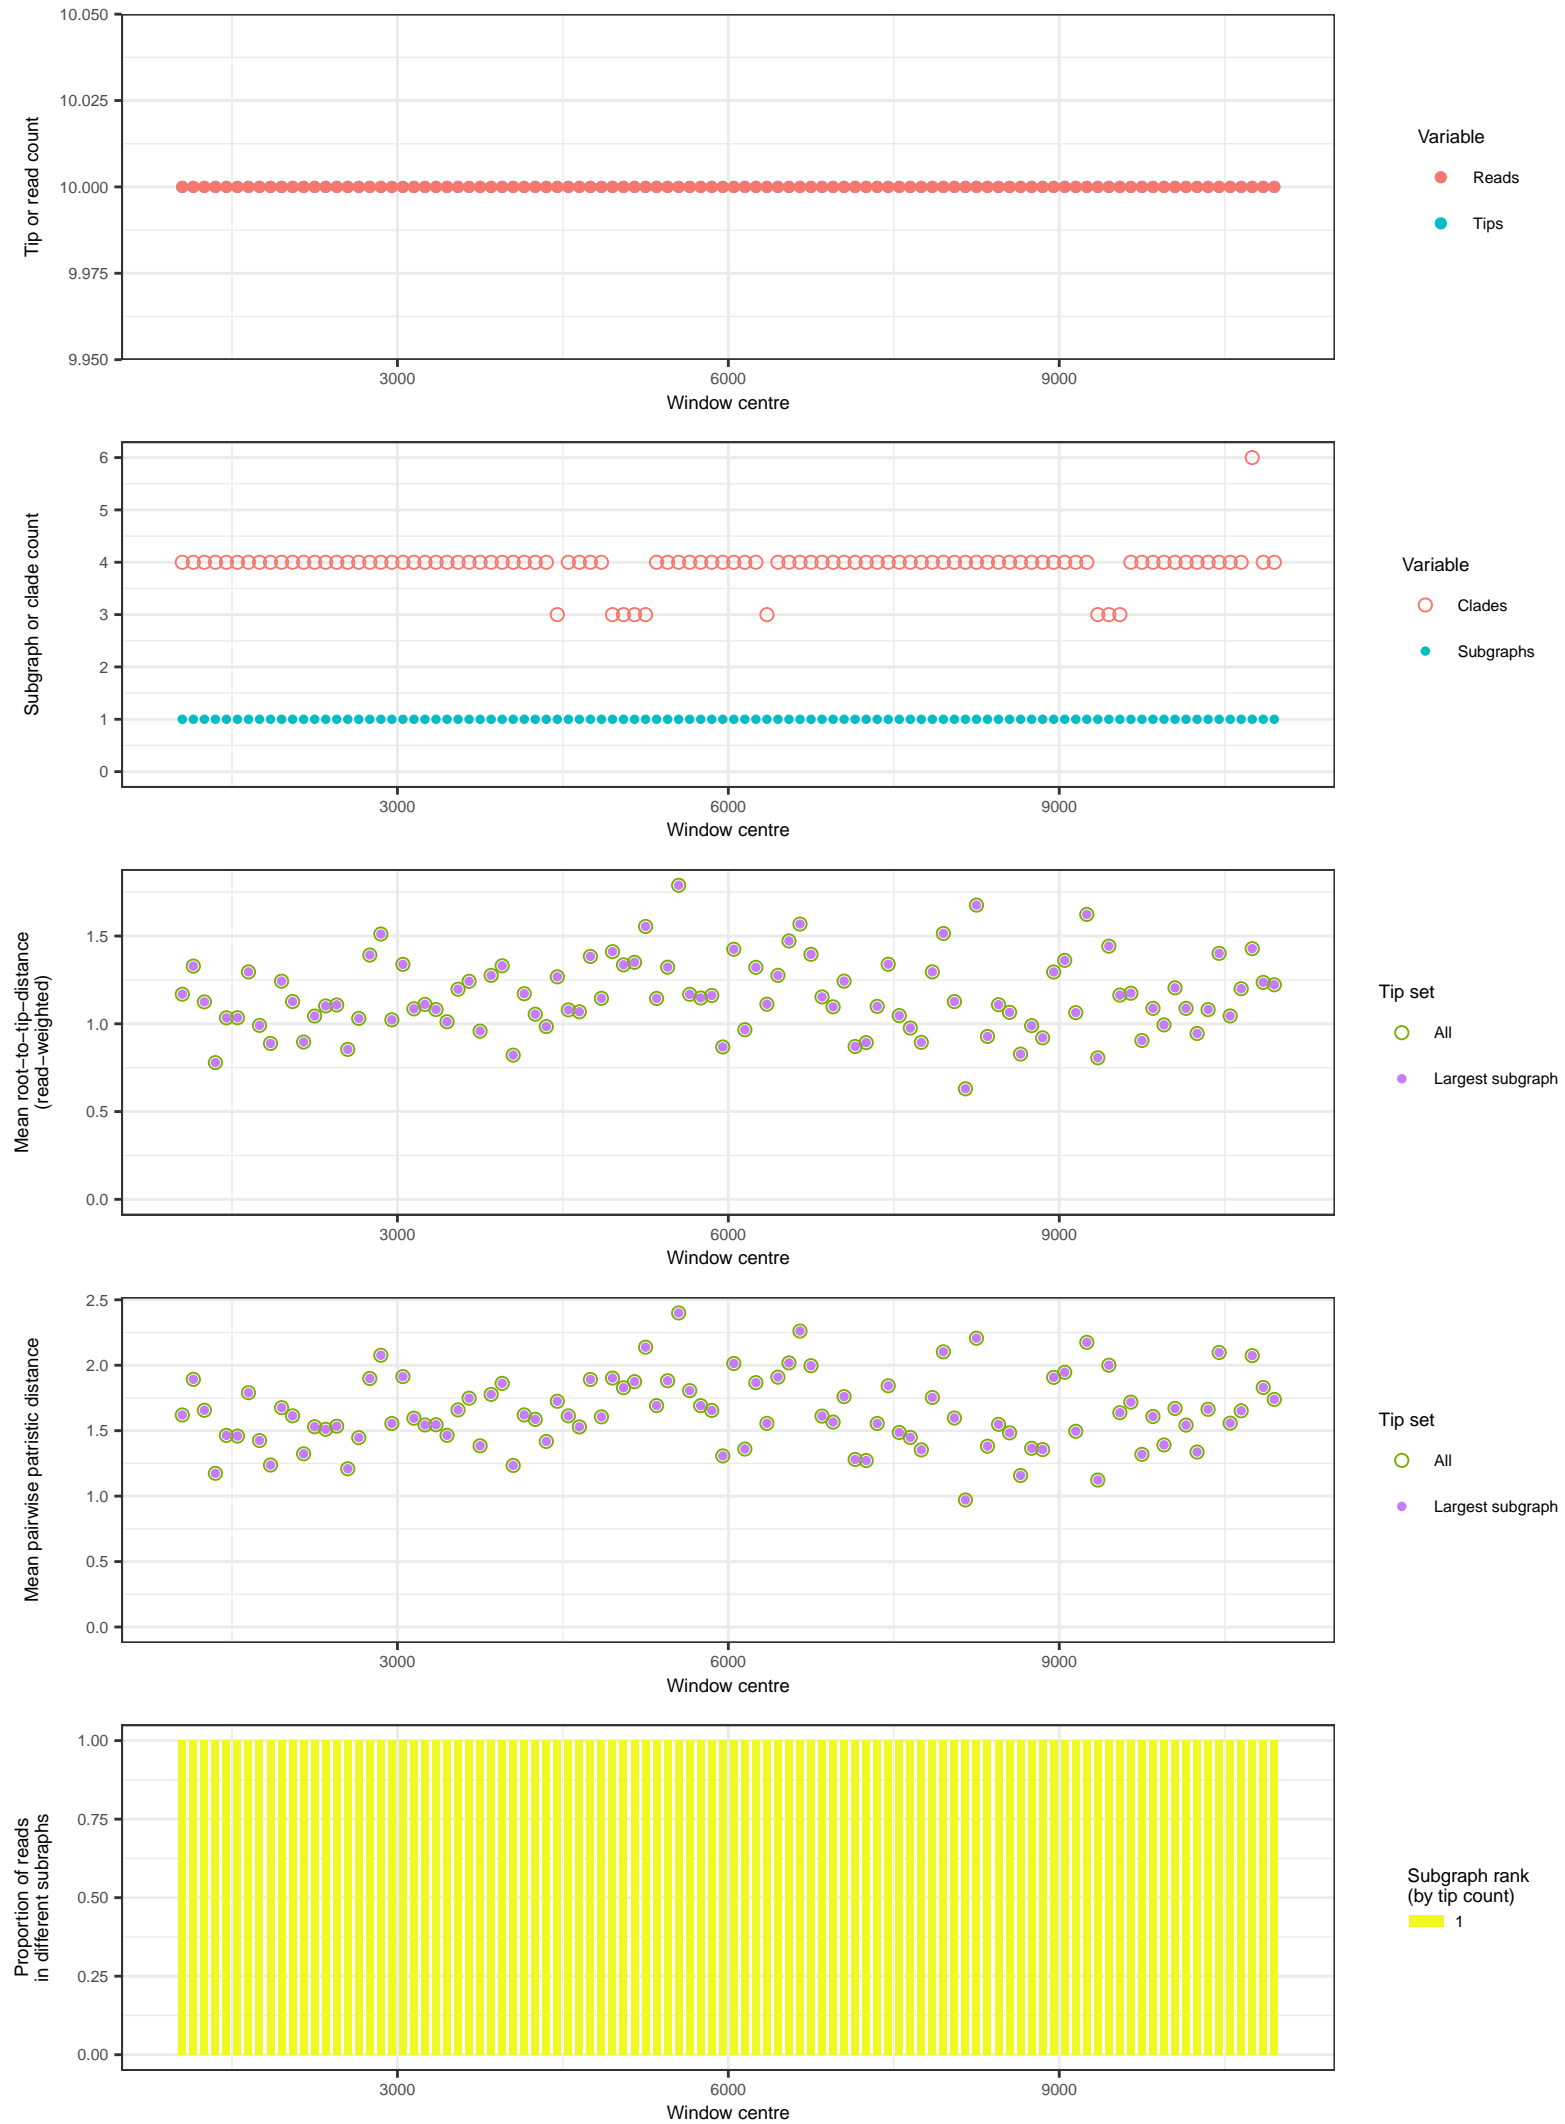 10.050
10.025
10.000
9.975
9.950
Tip or read count
3000
6000
9000
Window centre
Variable
Reads
Tips
6
5
4
3
2
1
0
Subgraph or clade count
3000
6000
9000
Window centre
Variable
Clades
Subgraphs
1.5
1.0
0.5
0.0
Mean root−to−tip−distance
(read−weighted)
3000
6000
9000
Window centre
Tip set
All
Largest subgraph
2.5
2.0
1.5
1.0
0.5
0.0
Mean pairwise patristic distance
3000
6000
9000
Window centre
Tip set
All
Largest subgraph
1.00
0.75
0.50
0.25
0.00
Proportion of reads
in different subraphs
3000
6000
9000
Window centre
Subgraph rank
(by tip count)
1